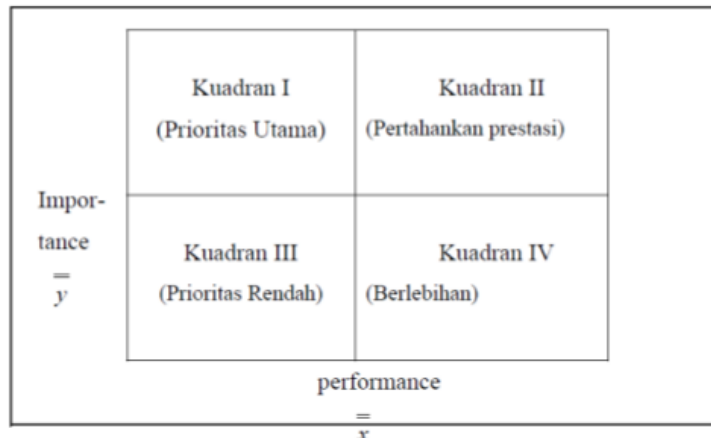 Kuadran I
(Prioritas Utama)
Kuadran II
(Pertahankan prestasi)
Impor-
tance
y
Kuadran III
(Prioritas Rendah)
Kuadran IV
(Berlebihan)
performance
x